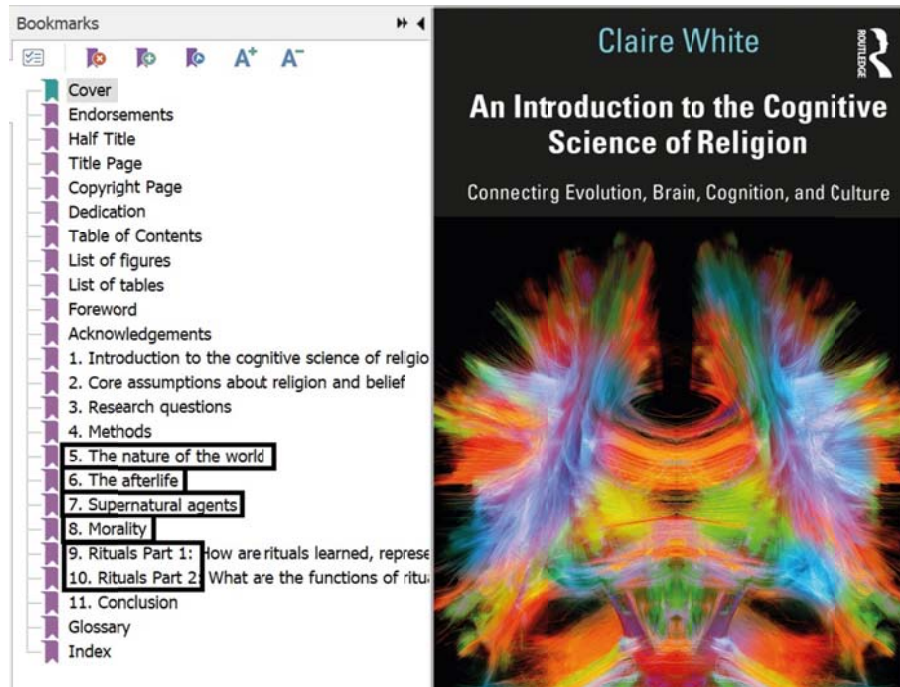 Bookmarks
A+ A-
Cover
Endorsements
Half Title
Title Page
Copyright Page
Dedication
Table of Contents
List of figures
List of tables
Foreword
Acknowledgements
1. Introduction to the cognitive science of religio
2. Core assumptions about religion and belief
3. Research questions
4. Methods
5. The nature of the world
6. The afterlife
7. Supernatural agents
8. Morality
9. Rituals Part 1: How are rituals learned, represe
10. Rituals Part 2: What are the functions of ritu
11. Conclusion
Glossary
Index
Claire White
ROUTLEDGE
An Introduction to the Cognitive
Science of Religion
Connecting Evolution, Brain, Cognition, and Culture